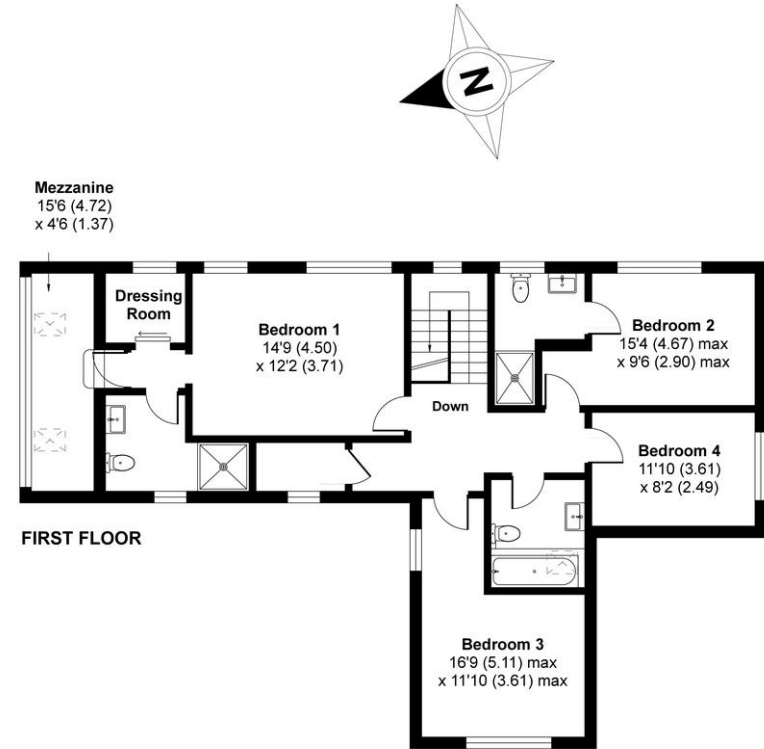 N
Mezzanine
15'6 (4.72)
x 4'6 (1.37)
Dressing
Room
Bedroom 1
14'9 (4.50)
x 12'2 (3.71)
Bedroom 2
15'4 (4.67) max
x 9'6 (2.90) max
Down
Bedroom 4
11'10 (3.61)
x 8'2 (2.49)
FIRST FLOOR
Bedroom 3
16'9 (5.11) max
x 11'10 (3.61) max